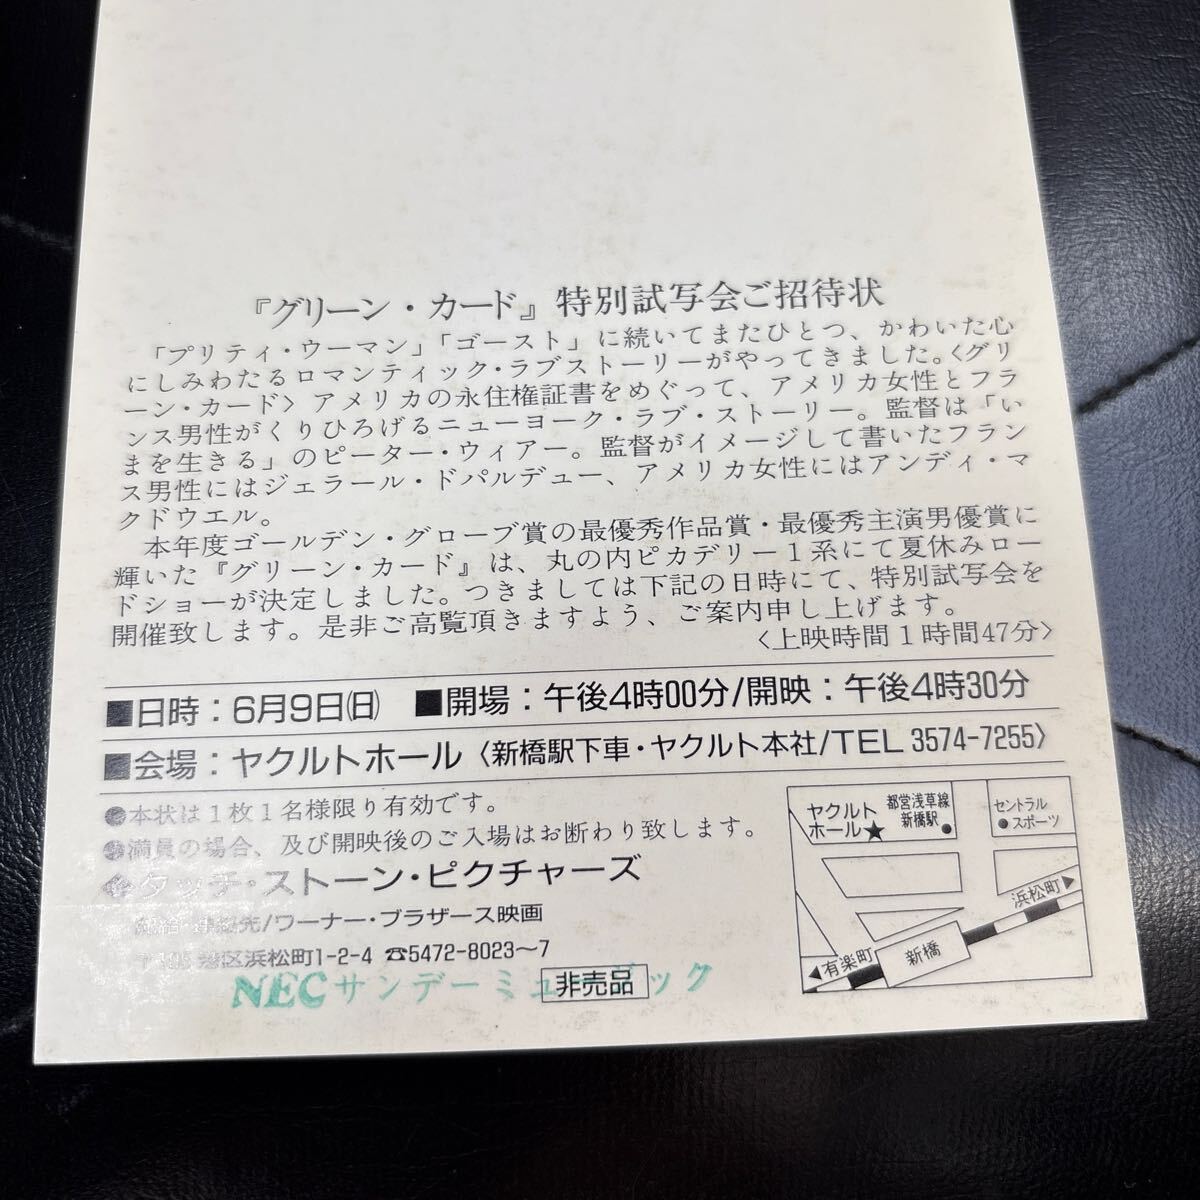 『グリーン・カード』特別試写会ご招待状
「プリティ・ウーマン」「ゴースト」に続いてまたひとつ、かわいた心
にしみわたるロマンティック・ラブストーリーがやってきました。〈グリ
ーン・カード〉アメリカの永住権証書をめぐって、アメリカ女性とフラ
ンス男性がくりひろげるニューヨーク・ラブ・ストーリー。監督は「い
まを生きる」のピーター・ウィアー。監督がイメージして書いたフラン
ス男性にはジェラール・ドパルデュー、アメリカ女性にはアンディ・マ
クドウエル。
本年度ゴールデン・グローブ賞の最優秀作品賞・最優秀主演男優賞に
輝いた『グリーン・カード』は、丸の内ピカデリー1系にて夏休みロー
ドショーが決定しました。つきましては下記の日時にて、特別試写会を
開催致します。是非ご高覧頂きますよう、ご案内申し上げます。
〈上映時間1時間47分〉
■日時：6月9日(日) ■開場：午後4時00分/開映：午後4時30分
■会場：ヤクルトホール〈新橋駅下車・ヤクルト本社/TEL 3574-7255〉
●本状は1枚1名様限り有効です。
●満員の場合、及び開映後のご入場はお断わり致します。
タッチ・ストーン・ピクチャーズ
配給 連絡先/ワーナー・ブラザース映画
〒105 港区浜松町1-2-4 ☎5472-8023〜7
NECサンデーミュージック
非売品
ヤクルト
ホール★
都営浅草線
新橋駅●
セントラル
●スポーツ
浜松町▶
新橋
◀有楽町